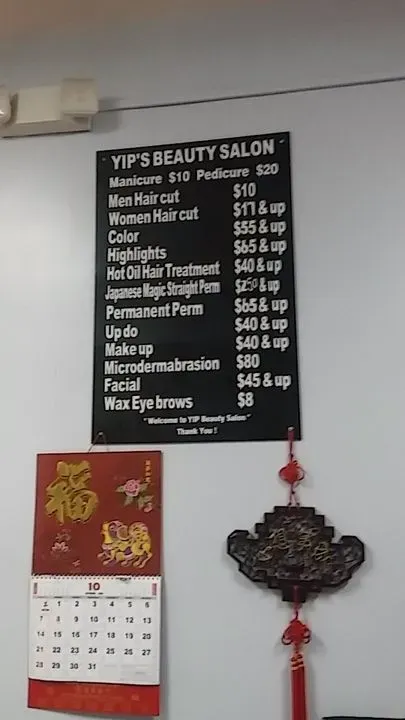 YIP'S BEAUTY SALON
Manicure $10 Pedicure $20
Men Hair cut $10
Women Hair cut $17 & up
Color $55 & up
Highlights $65 & up
Hot Oil Hair Treatment $40 & up
Japanese Magic Straight Perm $250 & up
Permanent Perm $65 & up
Up do $40 & up
Make up $40 & up
Microdermabrasion $80
Facial $45 & up
Wax Eye brows $8
"Welcome to YIP Beauty Salon"
Thank You !
福
10
1 2 3 4 5 6
7 8 9 10 11 12 13
14 15 16 17 18 19 20
21 22 23 24 25 26 27
28 29 30 31